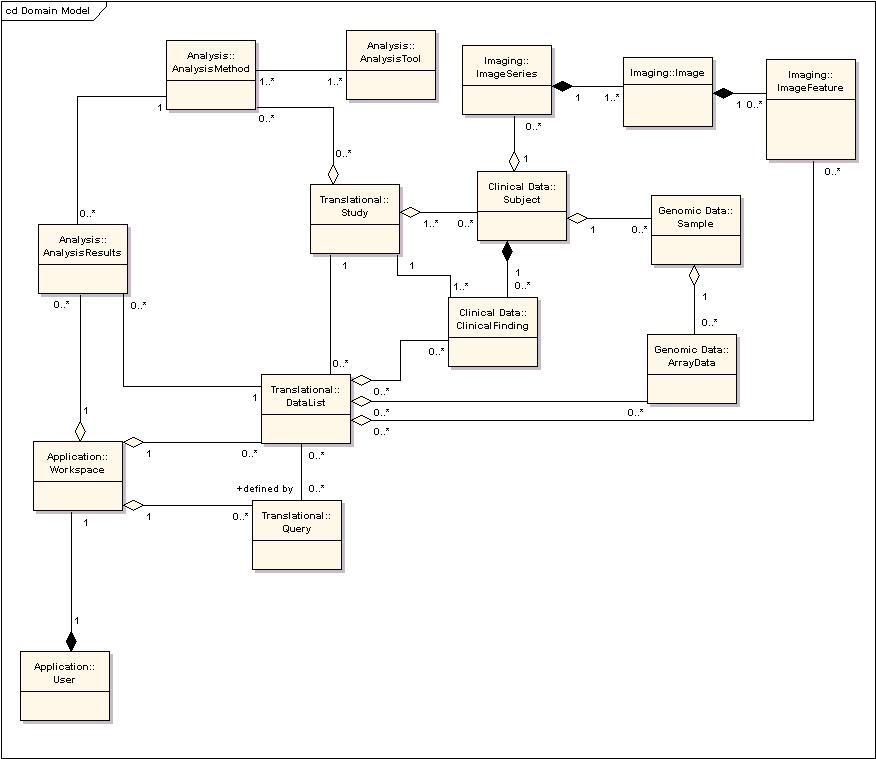 cd Domain Model
Analysis::
AnalysisMethod
Analysis::
AnalysisTool
Imaging::
ImageSeries
Imaging::Image
Imaging::
ImageFeature
1..*
1..*
1
1..*
1
0..*
1
0..*
0..*
0..*
1
0..*
Translational::
Study
Clinical Data::
Subject
Genomic Data::
Sample
1..*
0..*
1
0..*
0..*
Analysis::
AnalysisResults
1
1
1
0..*
1..*
1
0..*
0..*
0..*
Clinical Data::
ClinicalFinding
0..*
0..*
Genomic Data::
ArrayData
Translational::
DataList
1
0..*
0..*
0..*
0..*
1
Application::
Workspace
1
0..*
0..*
+defined by
0..*
1
0..*
Translational::
Query
1
1
Application::
User